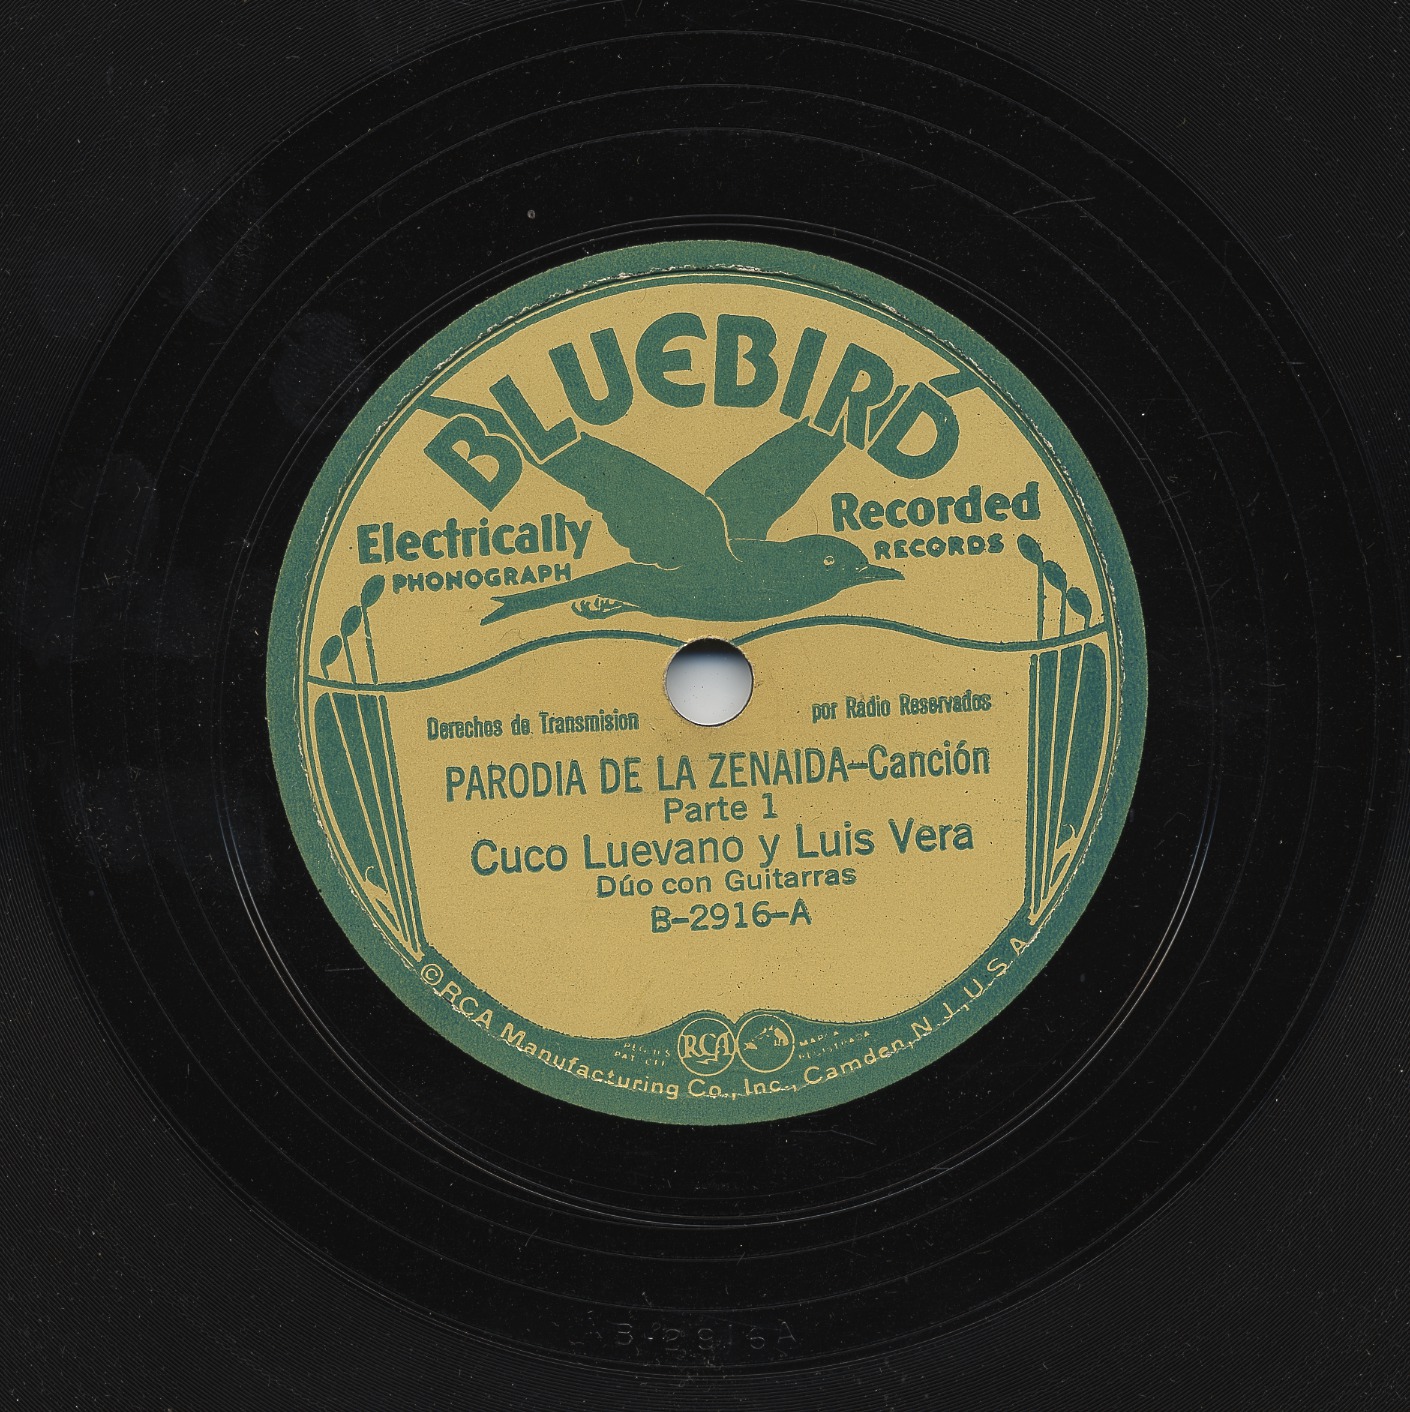 BLUEBIRD
Electrically Recorded
PHONOGRAPH RECORDS
Derechos de Transmision por Radio Reservados
PARODIA DE LA ZENAIDA-Canción
Parte 1
Cuco Luevano y Luis Vera
Dúo con Guitarras
B-2916-A
RCA
©RCA Manufacturing Co., Inc., Camden, N.J., U.S.A.